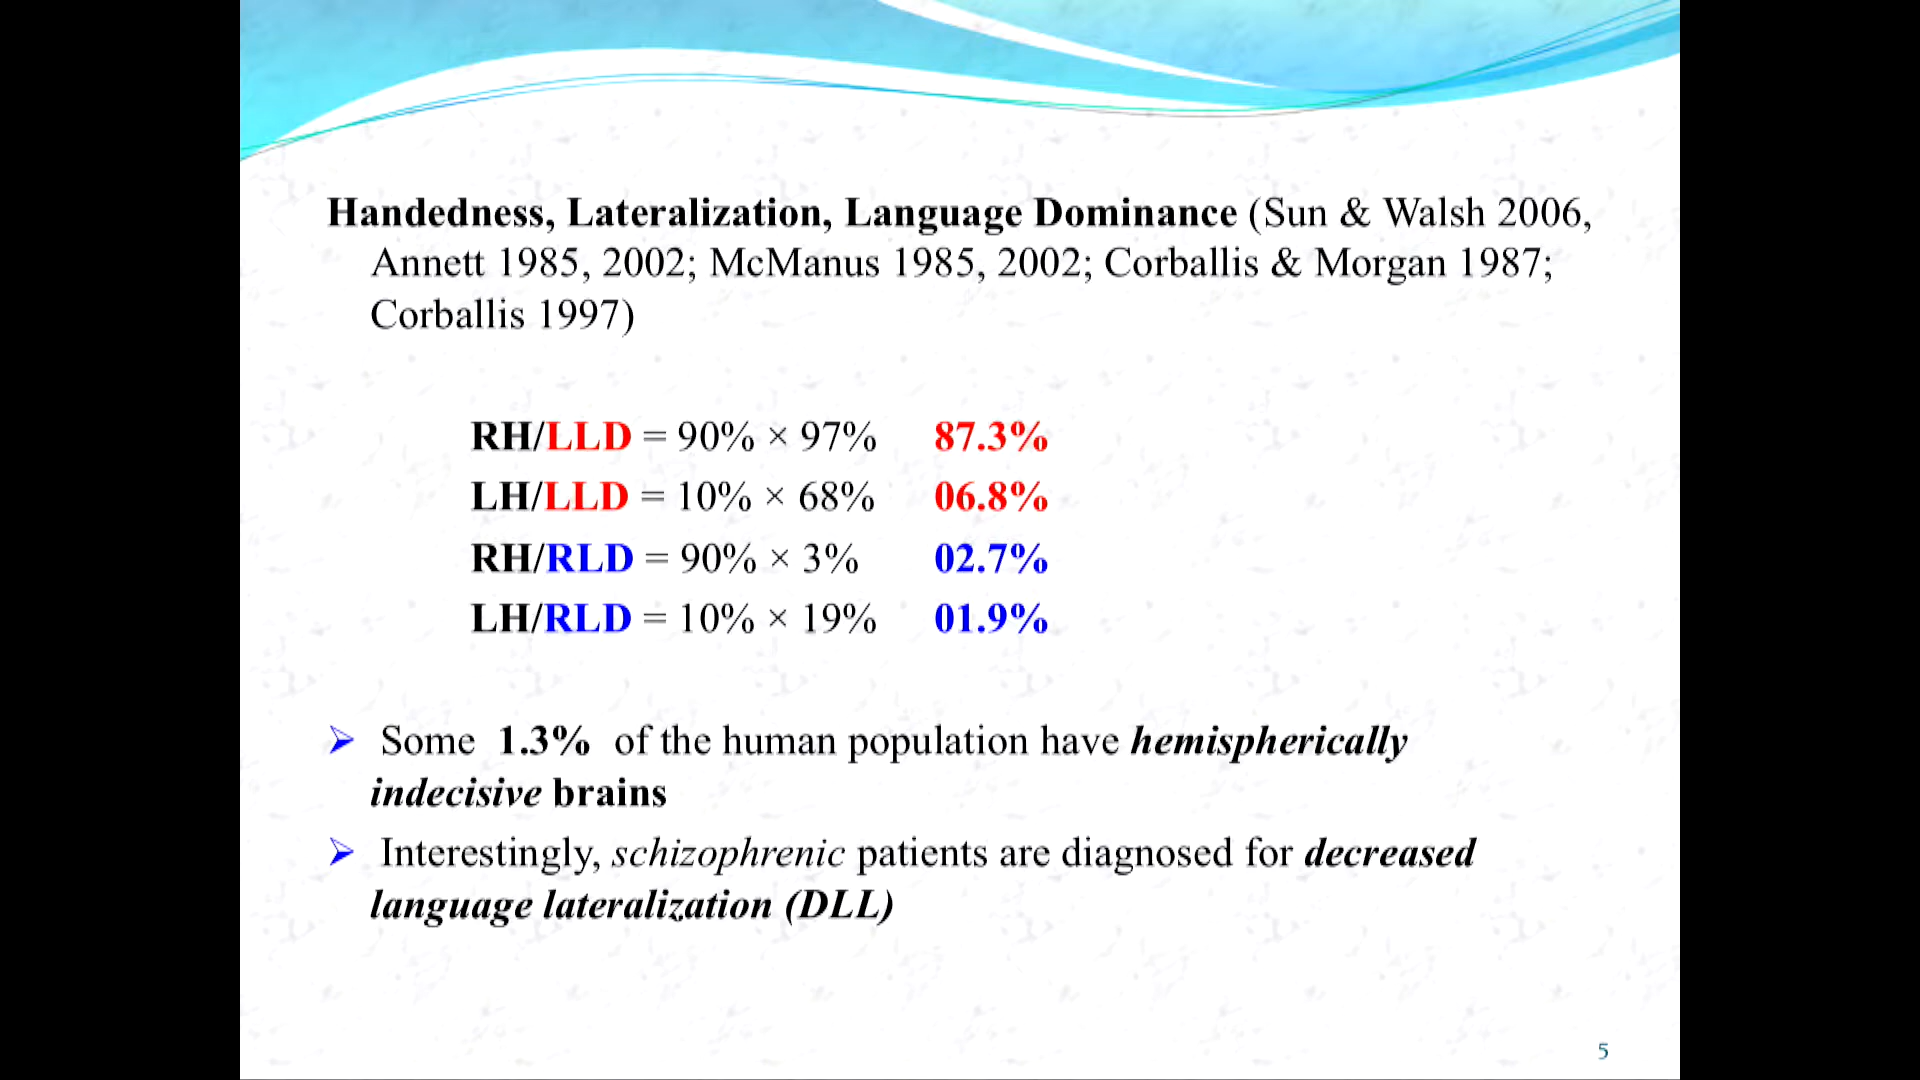 Handedness, Lateralization, Language Dominance (Sun & Walsh 2006,
Annett 1985, 2002; McManus 1985, 2002; Corballis & Morgan 1987;
Corballis 1997)
RH/LLD = 90% × 97% 87.3%
LH/LLD = 10% × 68% 06.8%
RH/RLD = 90% × 3% 02.7%
LH/RLD = 10% × 19% 01.9%
➢ Some 1.3% of the human population have hemispherically
indecisive brains
➢ Interestingly, schizophrenic patients are diagnosed for decreased
language lateralization (DLL)
5